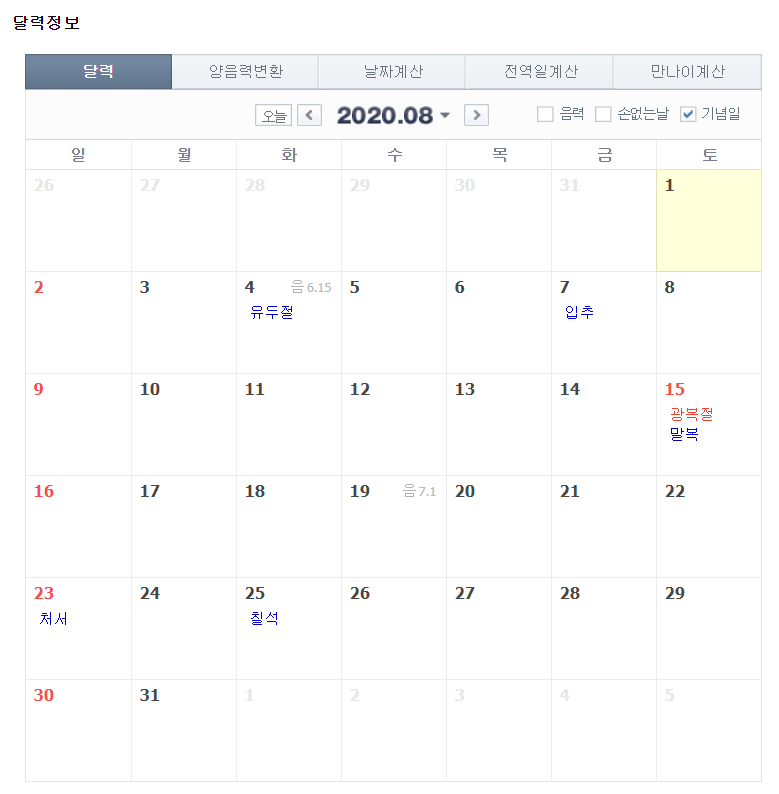 달력정보
달력 양음력변환 날짜계산 전역일계산 만나이계산
오늘 2020.08 음력 손없는날 기념일
일 월 화 수 목 금 토
26 27 28 29 30 31 1
2 3 4 음 6.15 5 6 7 8
유두절 입추
9 10 11 12 13 14 15
광복절
말복
16 17 18 19 음 7.1 20 21 22
23 24 25 26 27 28 29
처서 칠석
30 31 1 2 3 4 5